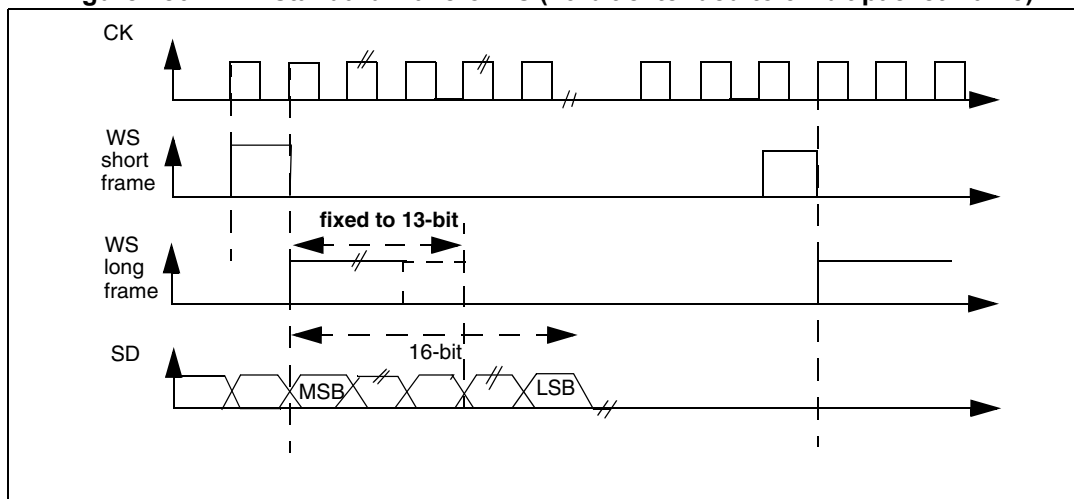 CK
WS
short
frame
fixed to 13-bit
WS
long
frame
16-bit
SD
MSB
LSB